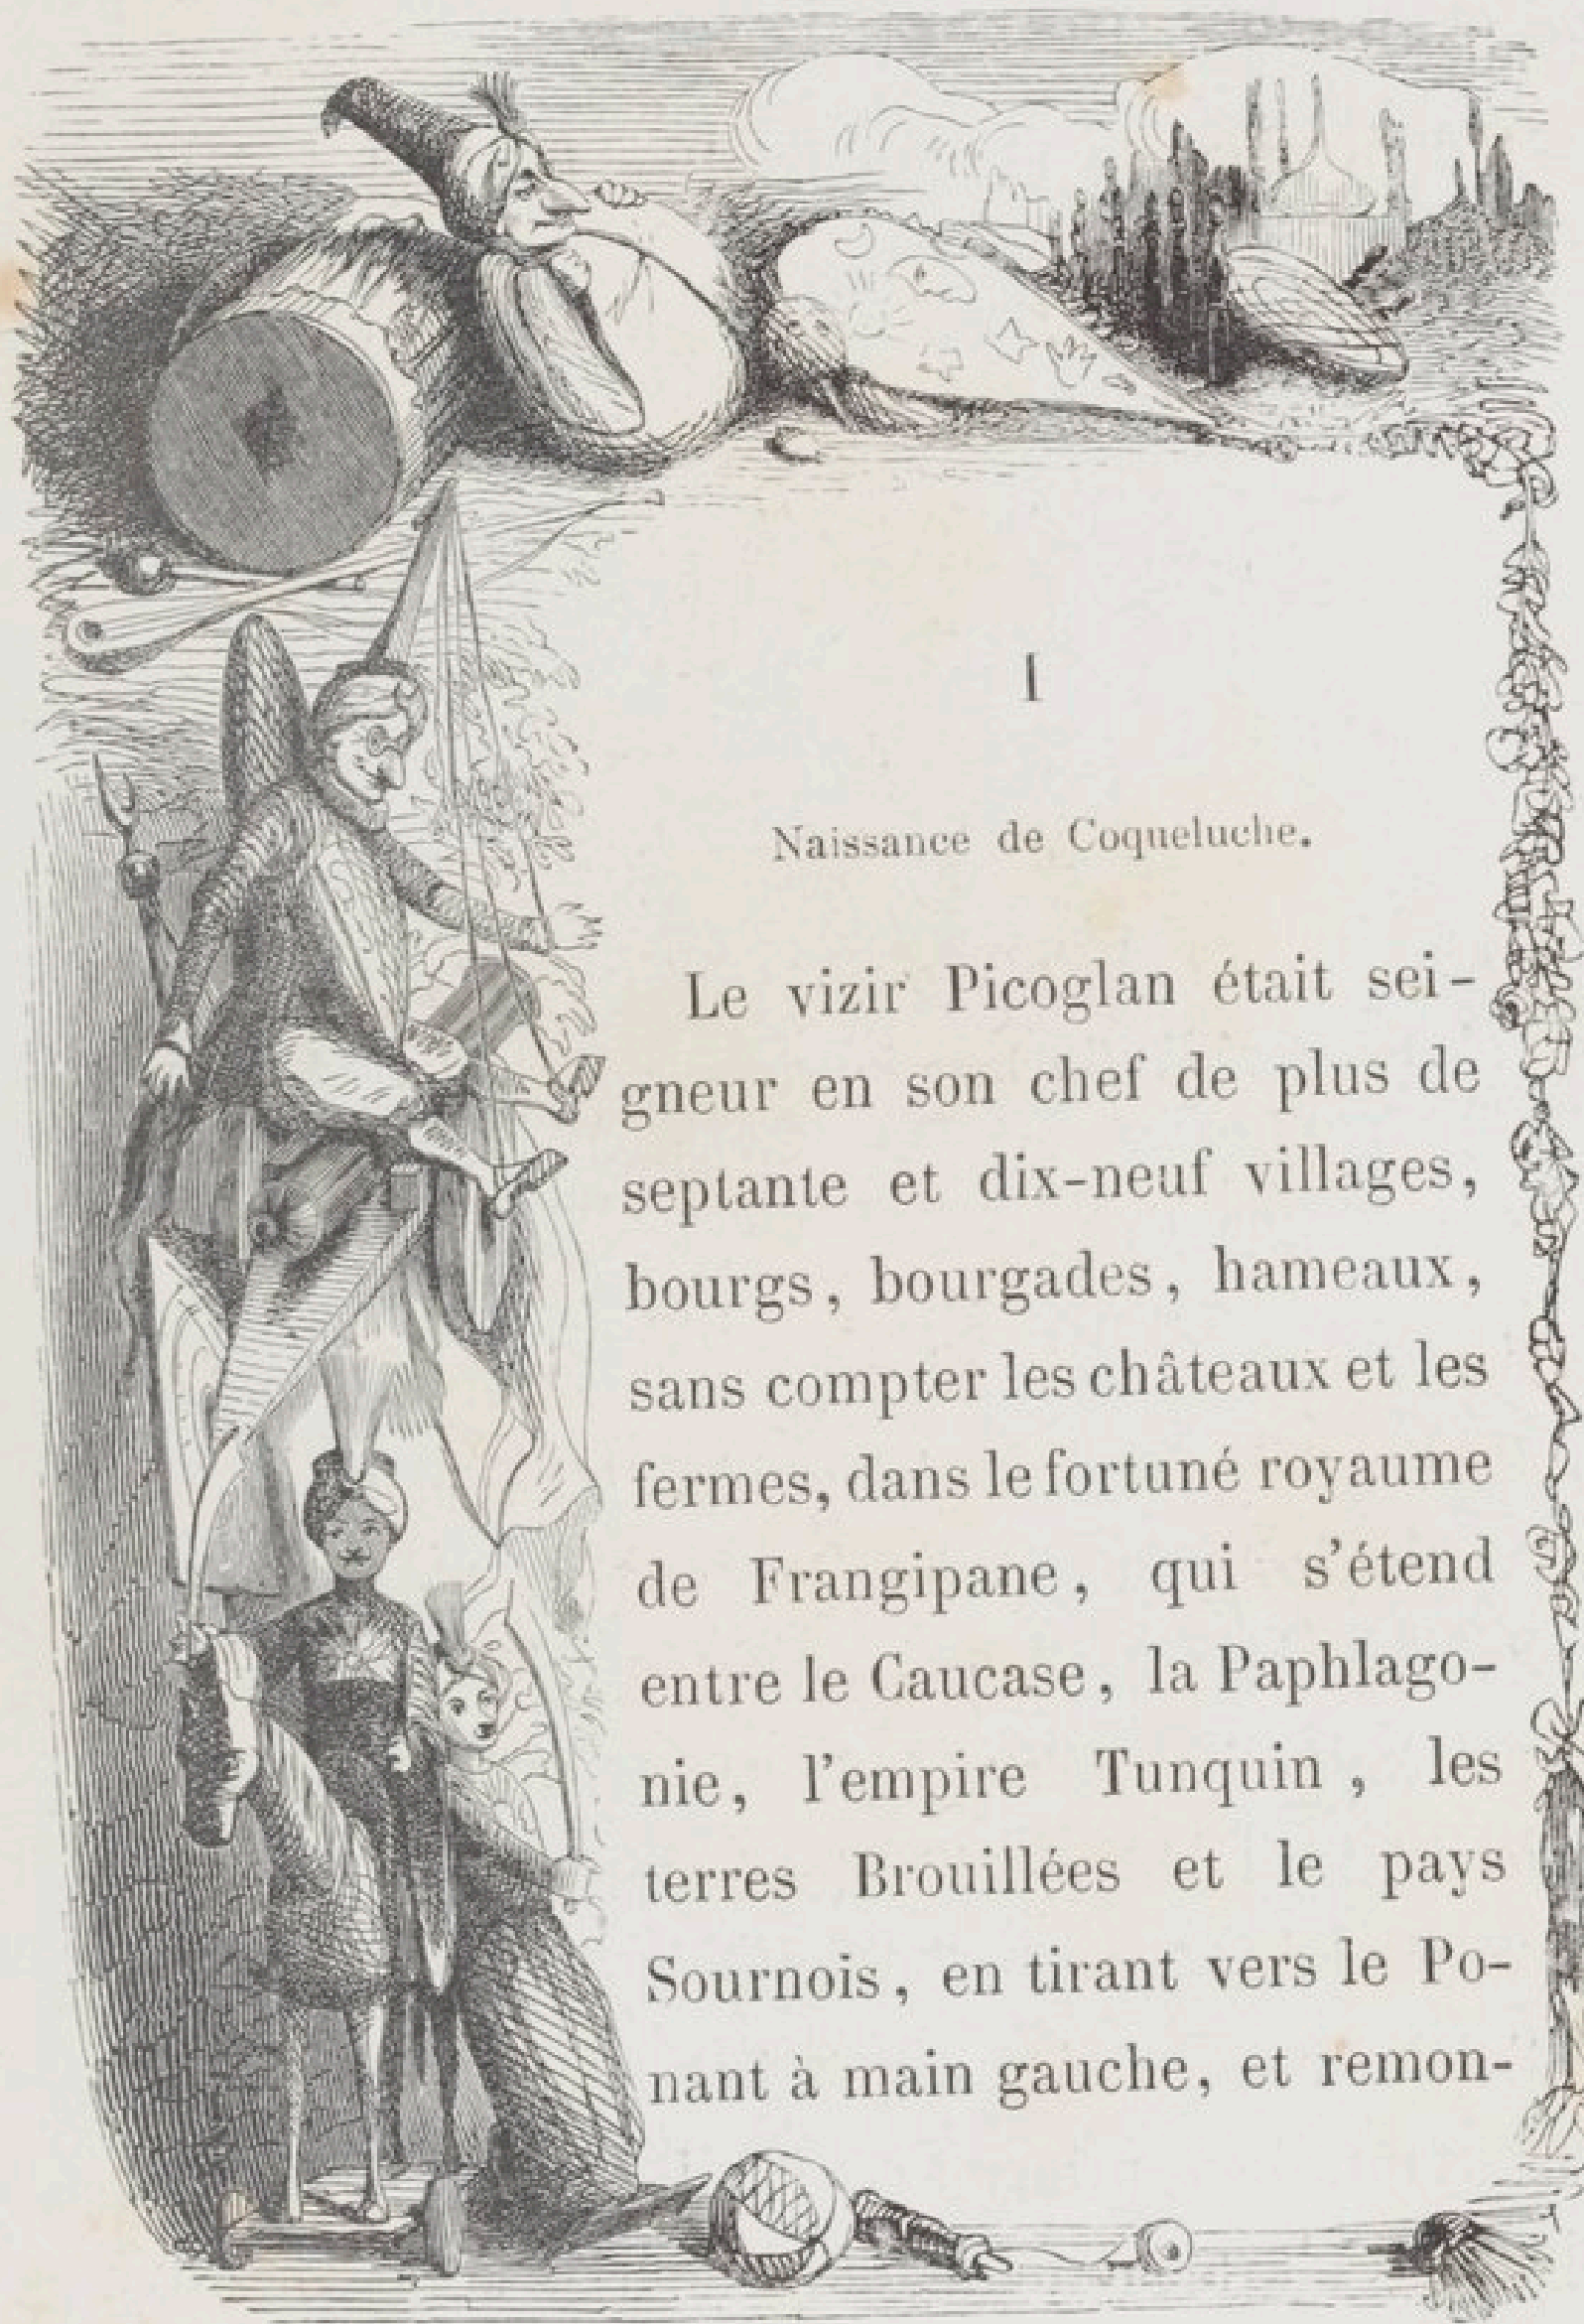 I
Naissance de Coqueluche.
Le vizir Picoglan était sei-
gneur en son chef de plus de
septante et dix-neuf villages,
bourgs, bourgades, hameaux,
sans compter les châteaux et les
fermes, dans le fortuné royaume
de Frangipane, qui s'étend
entre le Caucase, la Paphlago-
nie, l'empire Tunquin, les
terres Brouillées et le pays
Sournois, en tirant vers le Po-
nant à main gauche, et remon-